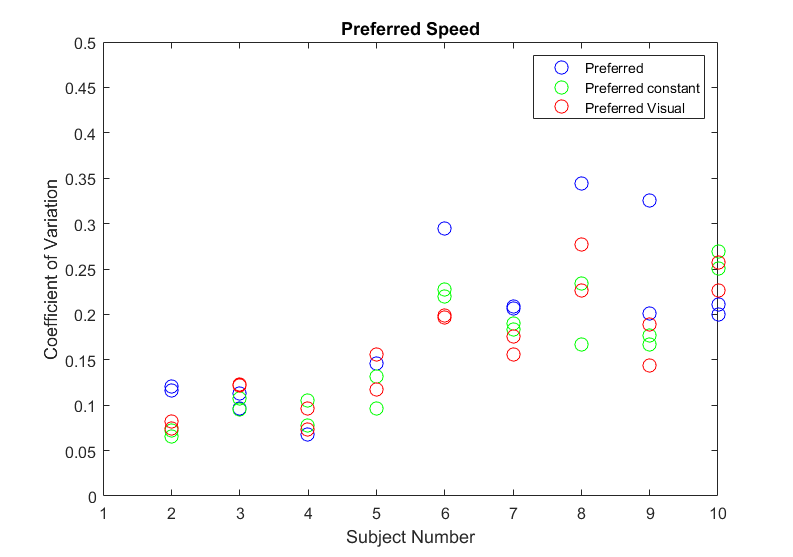 Preferred Speed
0.5
0.45
0.4
0.35
0.3
0.25
0.2
0.15
0.1
0.05
0
Coefficient of Variation
Preferred
Preferred constant
Preferred Visual
1 2 3 4 5 6 7 8 9 10
Subject Number